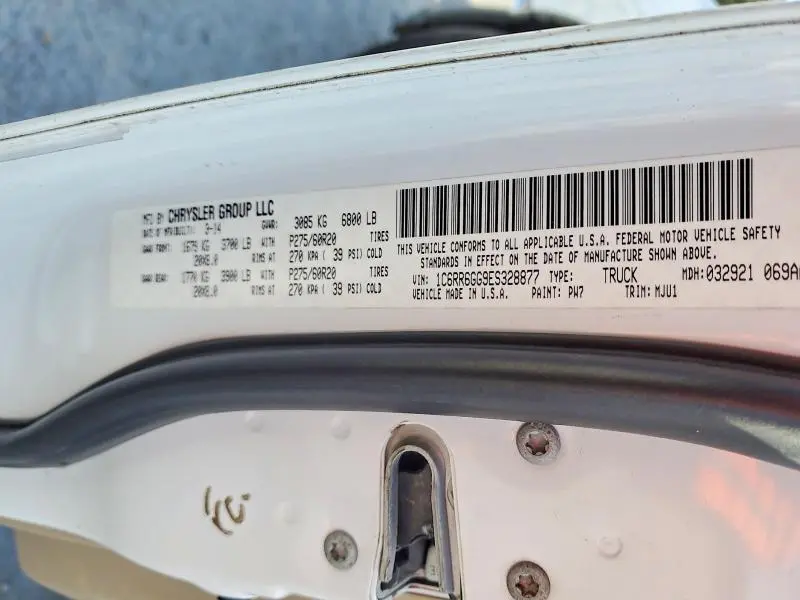 MFD BY CHRYSLER GROUP LLC
DATE OF MFR(BUILT): 3-14 GVWR: 3085 KG 6800 LB
GAWR FRONT: 1679 KG 3700 LB WITH P275/60R20 TIRES
20X8.0 RIMS AT 270 KPA ( 39 PSI) COLD
GAWR REAR: 1770 KG 3900 LB WITH P275/60R20 TIRES
20X8.0 RIMS AT 270 KPA ( 39 PSI) COLD
THIS VEHICLE CONFORMS TO ALL APPLICABLE U.S.A. FEDERAL MOTOR VEHICLE SAFETY
STANDARDS IN EFFECT ON THE DATE OF MANUFACTURE SHOWN ABOVE.
VIN: 1C6RR6GG9ES328877 TYPE: TRUCK MDH:032921 069A
VEHICLE MADE IN U.S.A. PAINT: PW7 TRIM: MJU1